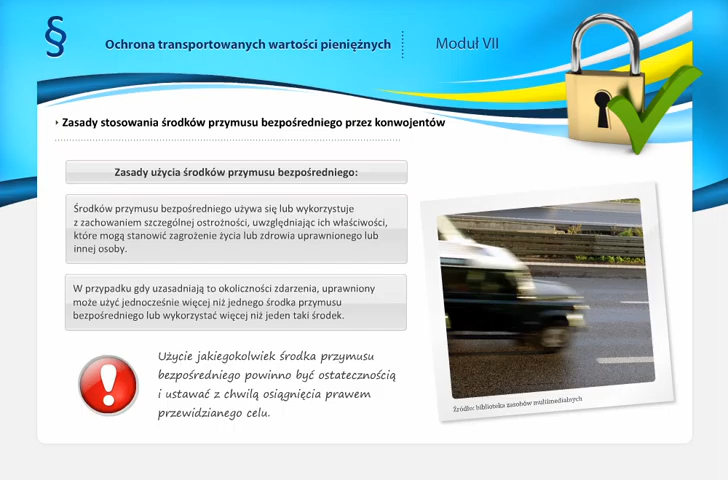 §
Ochrona transportowanych wartości pieniężnych
Moduł VII
Zasady stosowania środków przymusu bezpośredniego przez konwojentów
Zasady użycia środków przymusu bezpośredniego:
Środków przymusu bezpośredniego używa się lub wykorzystuje
z zachowaniem szczególnej ostrożności, uwzględniając ich właściwości,
które mogą stanowić zagrożenie życia lub zdrowia uprawnionego lub
innej osoby.
W przypadku gdy uzasadniają to okoliczności zdarzenia, uprawniony
może użyć jednocześnie więcej niż jednego środka przymusu
bezpośredniego lub wykorzystać więcej niż jeden taki środek.
Użycie jakiegokolwiek środka przymusu
bezpośredniego powinno być ostatecznością
i ustawać z chwilą osiągnięcia prawem
przewidzianego celu.
Źródło: biblioteka zasobów multimedialnych